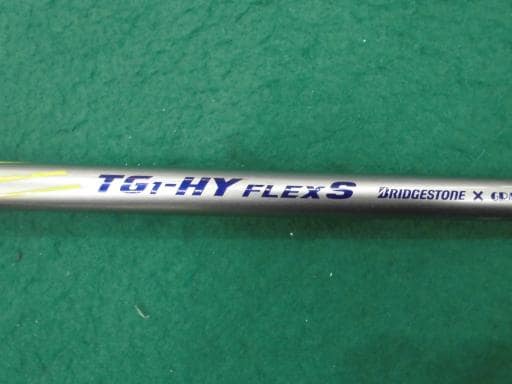 TG1-HY FLEX S BRIDGESTONE ×